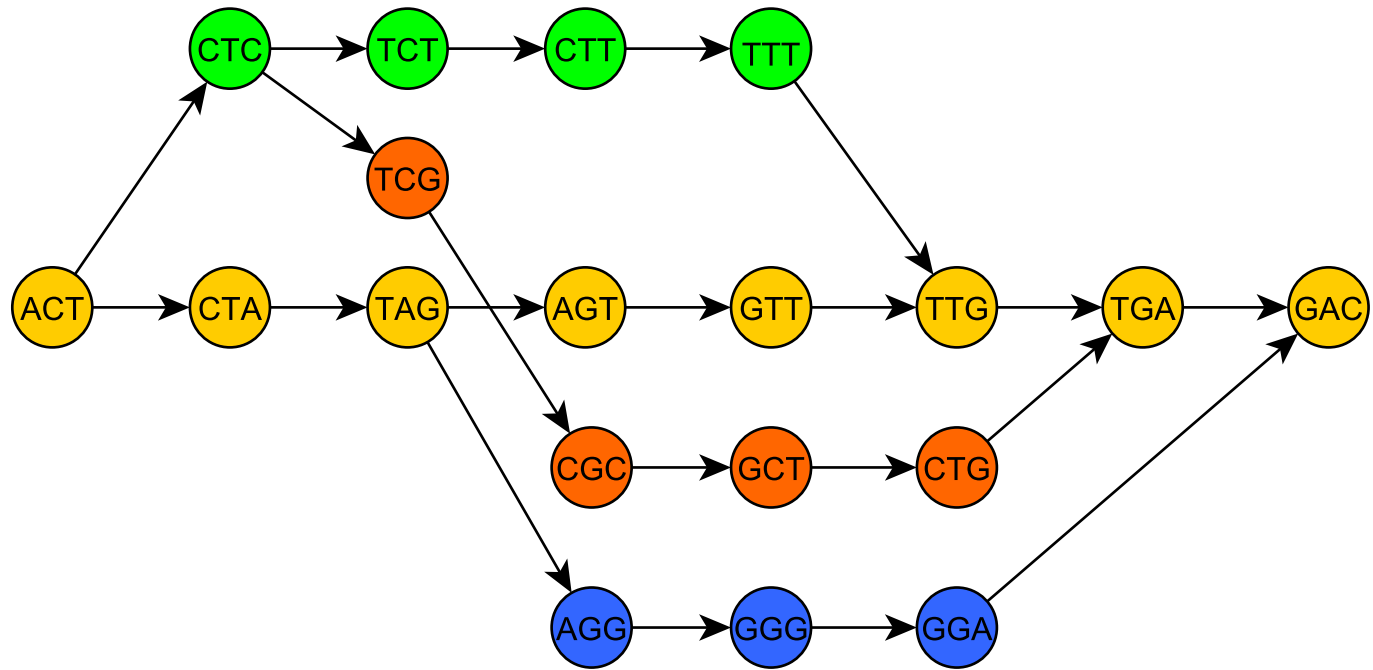 CTC TCT CTT TTT
TCG
ACT CTA TAG AGT GTT TTG TGA GAC
CGC GCT CTG
AGG GGG GGA